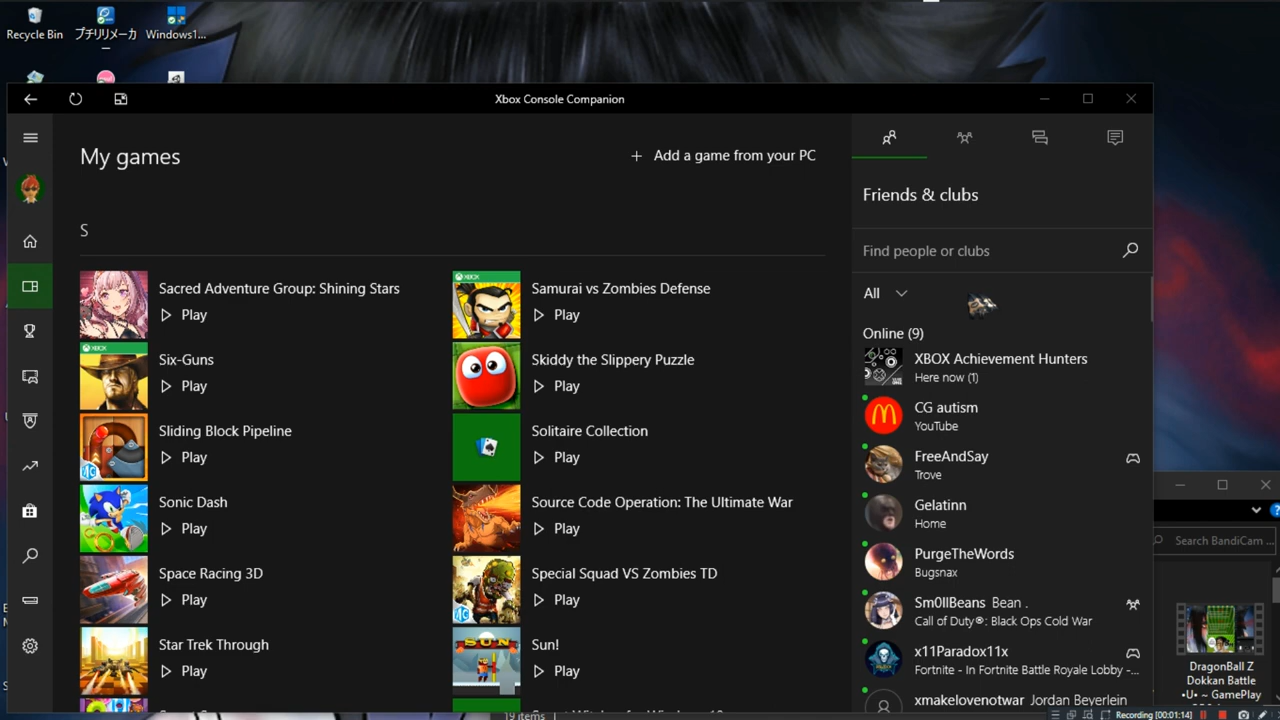 Recycle Bin
プチリリメーカー
Windows1...
Xbox Console Companion
My games
Add a game from your PC
S
Sacred Adventure Group: Shining Stars
Play
XBOX
Samurai vs Zombies Defense
Play
XBOX
Six-Guns
Play
Skiddy the Slippery Puzzle
Play
Sliding Block Pipeline
Play
Solitaire Collection
Play
Sonic Dash
Play
Source Code Operation: The Ultimate War
Play
Space Racing 3D
Play
Special Squad VS Zombies TD
Play
Star Trek Through
Play
SUN
Sun!
Play
Friends & clubs
Find people or clubs
All
Online (9)
XBOX Achievement Hunters
Here now (1)
CG autism
YouTube
FreeAndSay
Trove
Gelatinn
Home
PurgeTheWords
Bugsnax
Sm0llBeans Bean .
Call of Duty®: Black Ops Cold War
x11Paradox11x
Fortnite - In Fortnite Battle Royale Lobby -...
xmakelovenotwar Jordan Beyerlein
Search BandiCam ...
DragonBall Z
Dokkan Battle
•U• ~ GamePlay
19 items
Recording [00:01:14]